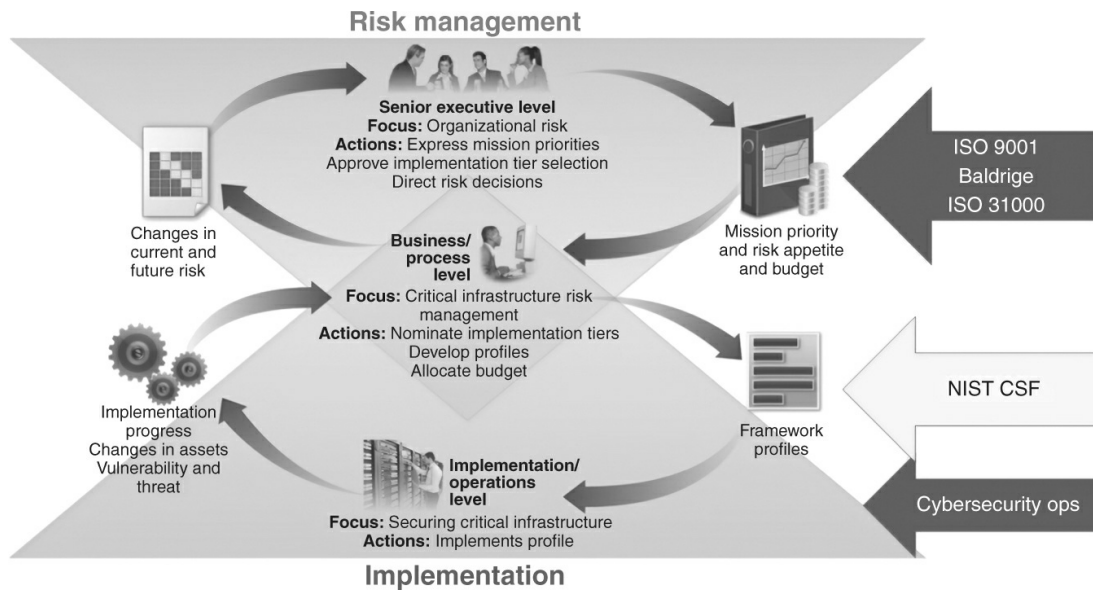 Risk management
Senior executive level
Focus: Organizational risk
Actions: Express mission priorities
Approve implementation tier selection
Direct risk decisions
Changes in
current and
future risk
Mission priority
and risk appetite
and budget
ISO 9001
Baldrige
ISO 31000
Business/
process
level
Focus: Critical infrastructure risk
management
Actions: Nominate implementation tiers
Develop profiles
Allocate budget
Implementation
progress
Changes in assets
Vulnerability and
threat
Framework
profiles
NIST CSF
Implementation/
operations
level
Focus: Securing critical infrastructure
Actions: Implements profile
Cybersecurity ops
Implementation